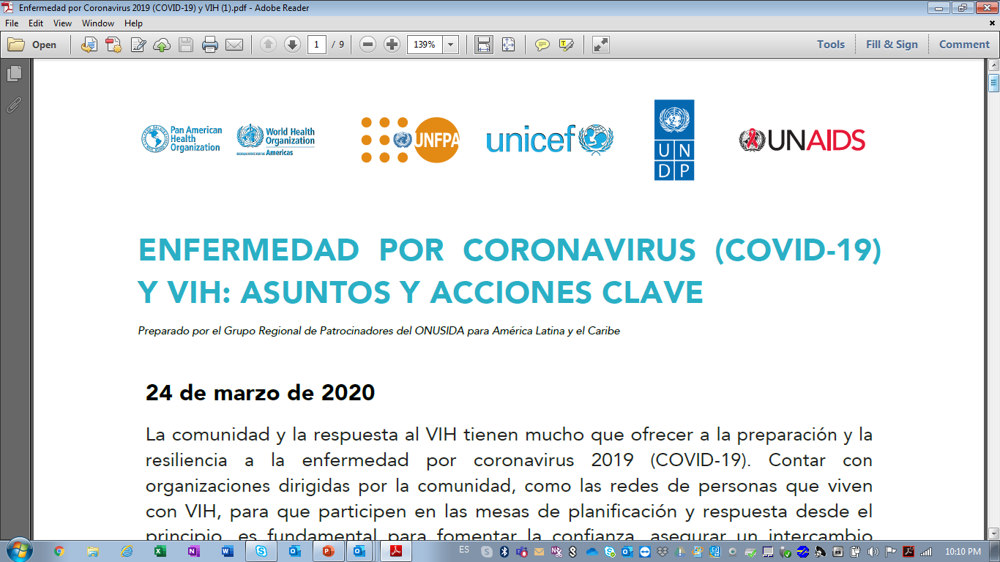 Enfermedad por Coronavirus 2019 (COVID-19) y VIH (1).pdf - Adobe Reader
File Edit View Window Help
Open 1 / 9 139% Tools Fill & Sign Comment
Pan American
Health
Organization
World Health
Organization
REGIONAL OFFICE FOR THE Americas
UNFPA
unicef
UN
DP
UNAIDS
ENFERMEDAD POR CORONAVIRUS (COVID-19)
Y VIH: ASUNTOS Y ACCIONES CLAVE
Preparado por el Grupo Regional de Patrocinadores del ONUSIDA para América Latina y el Caribe
24 de marzo de 2020
La comunidad y la respuesta al VIH tienen mucho que ofrecer a la preparación y la
resiliencia a la enfermedad por coronavirus 2019 (COVID-19). Contar con
organizaciones dirigidas por la comunidad, como las redes de personas que viven
con VIH, para que participen en las mesas de planificación y respuesta desde el
principio, es fundamental para fomentar la confianza, asegurar un intercambio
ES 10:10 PM